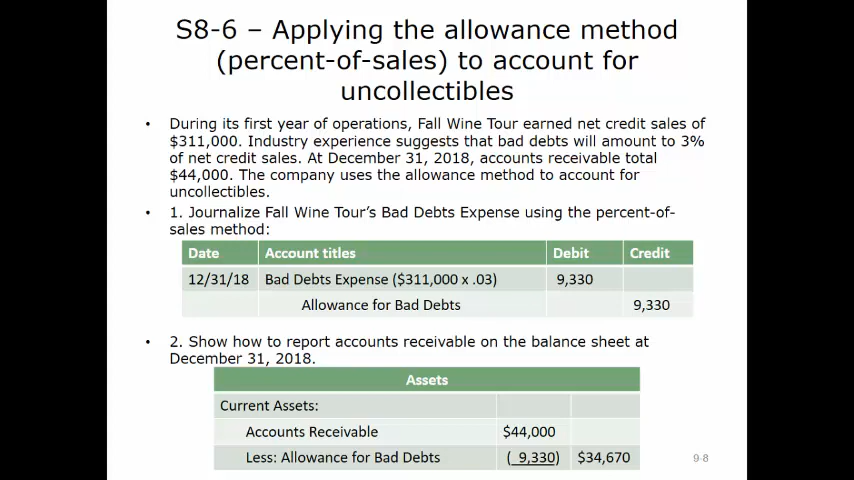 S8-6 – Applying the allowance method
(percent-of-sales) to account for
uncollectibles
• During its first year of operations, Fall Wine Tour earned net credit sales of
$311,000. Industry experience suggests that bad debts will amount to 3%
of net credit sales. At December 31, 2018, accounts receivable total
$44,000. The company uses the allowance method to account for
uncollectibles.
• 1. Journalize Fall Wine Tour's Bad Debts Expense using the percent-of-
sales method:
Date Account titles Debit Credit
12/31/18 Bad Debts Expense ($311,000 x .03) 9,330
Allowance for Bad Debts 9,330
• 2. Show how to report accounts receivable on the balance sheet at
December 31, 2018.
Assets
Current Assets:
Accounts Receivable $44,000
Less: Allowance for Bad Debts ( 9,330) $34,670
9-8